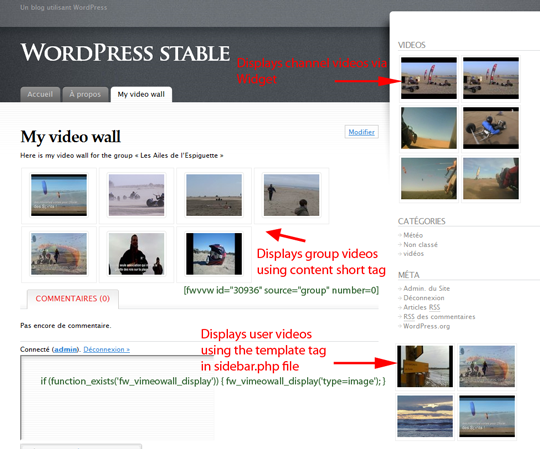 Un blog utilisant WordPress
WordPress stable
Accueil
À propos
My video wall
Displays channel videos via
Widget
VIDEOS
My video wall
Modifier
Here is my video wall for the group « Les Ailes de l'Espiguette »
Displays group videos
using content short tag
[fwvvw id="30936" source="group" number=0]
CATÉGORIES
Météo
Non classé
vidéos
MÉTA
Admin. du Site
Déconnexion
Articles RSS
RSS des commentaires
WordPress.org
COMMENTAIRES (0)
Pas encore de commentaire.
Displays user videos
using the template tag
in sidebar.php file
Connecté (admin). Déconnexion »
if (function_exists('fw_vimeowall_display')) { fw_vimeowall_display('type=image'); }